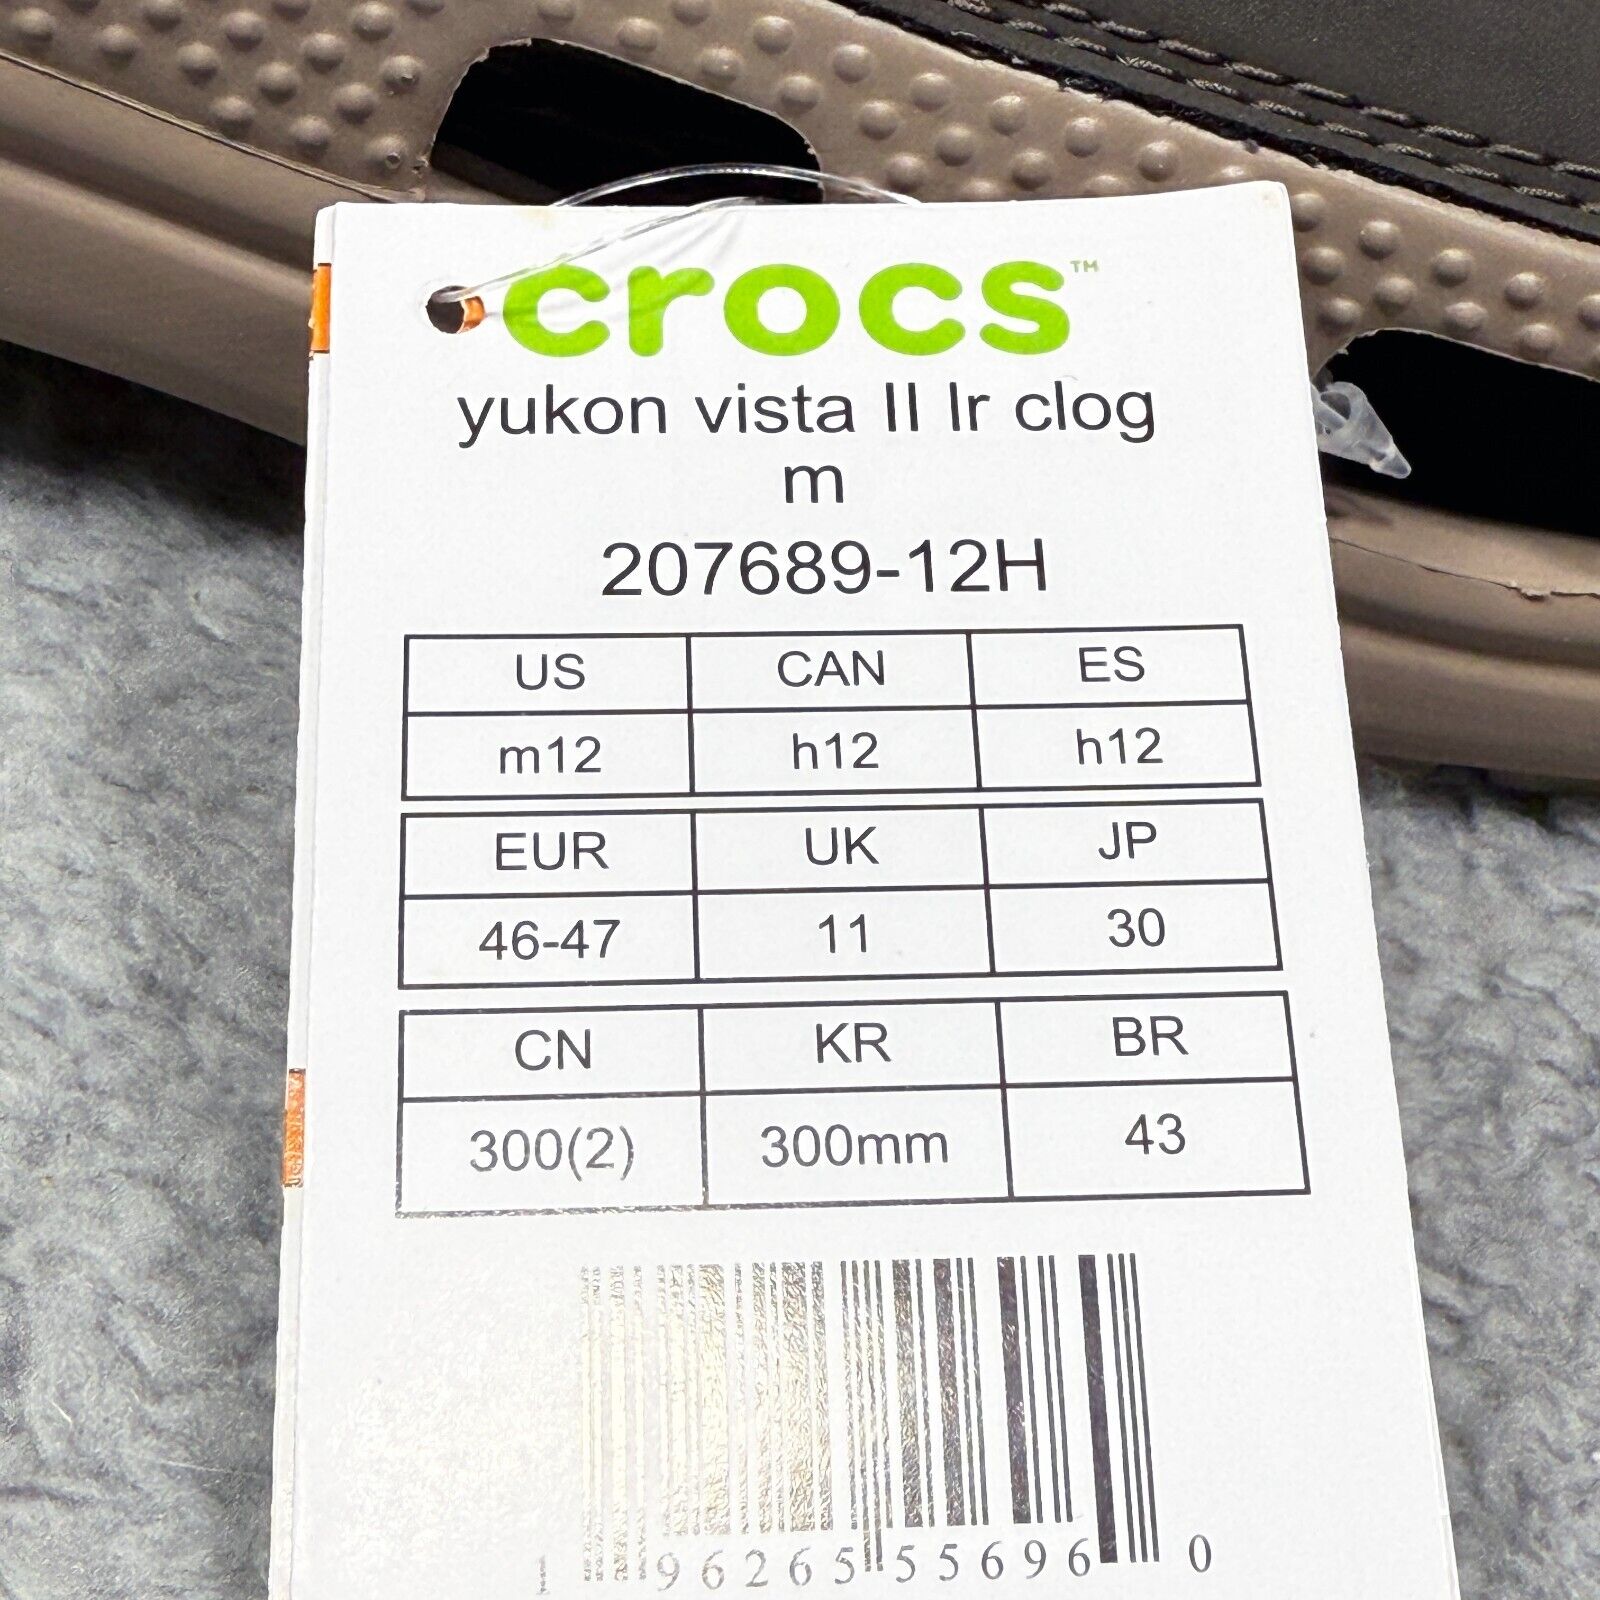 crocs™
yukon vista II lr clog
m
207689-12H
US CAN ES
m12 h12 h12
EUR UK JP
46-47 11 30
CN KR BR
300(2) 300mm 43
1 96265 55696 0